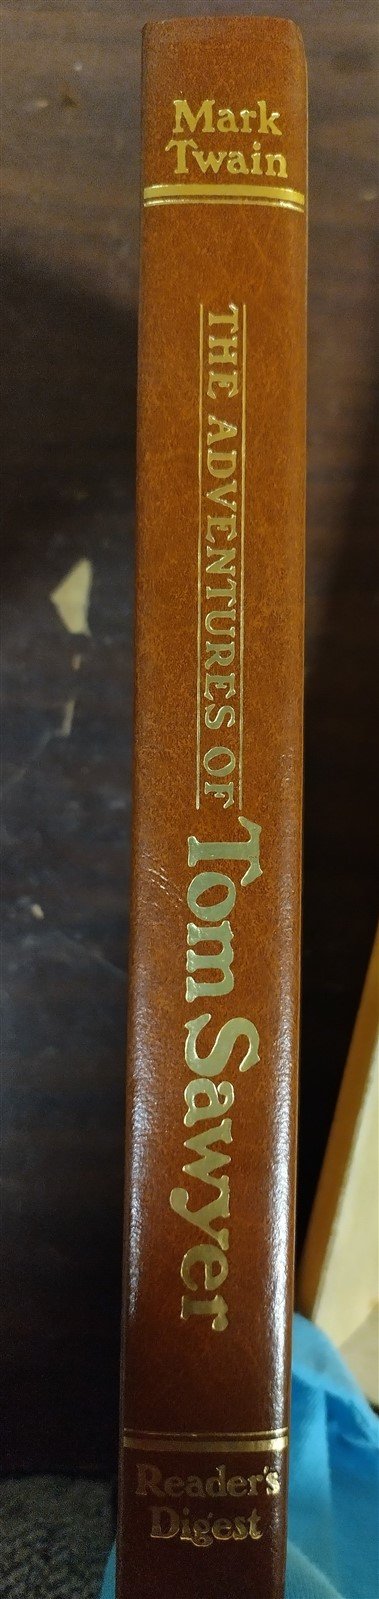 Mark
Twain
THE ADVENTURES OF
Tom Sawyer
Reader's
Digest